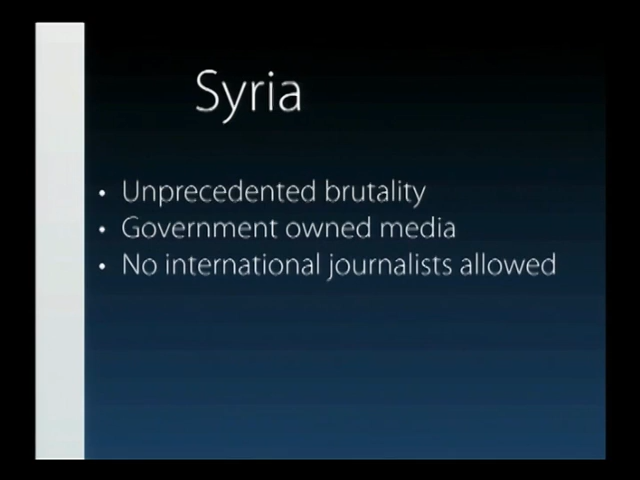 Syria
• Unprecedented brutality
• Government owned media
• No international journalists allowed